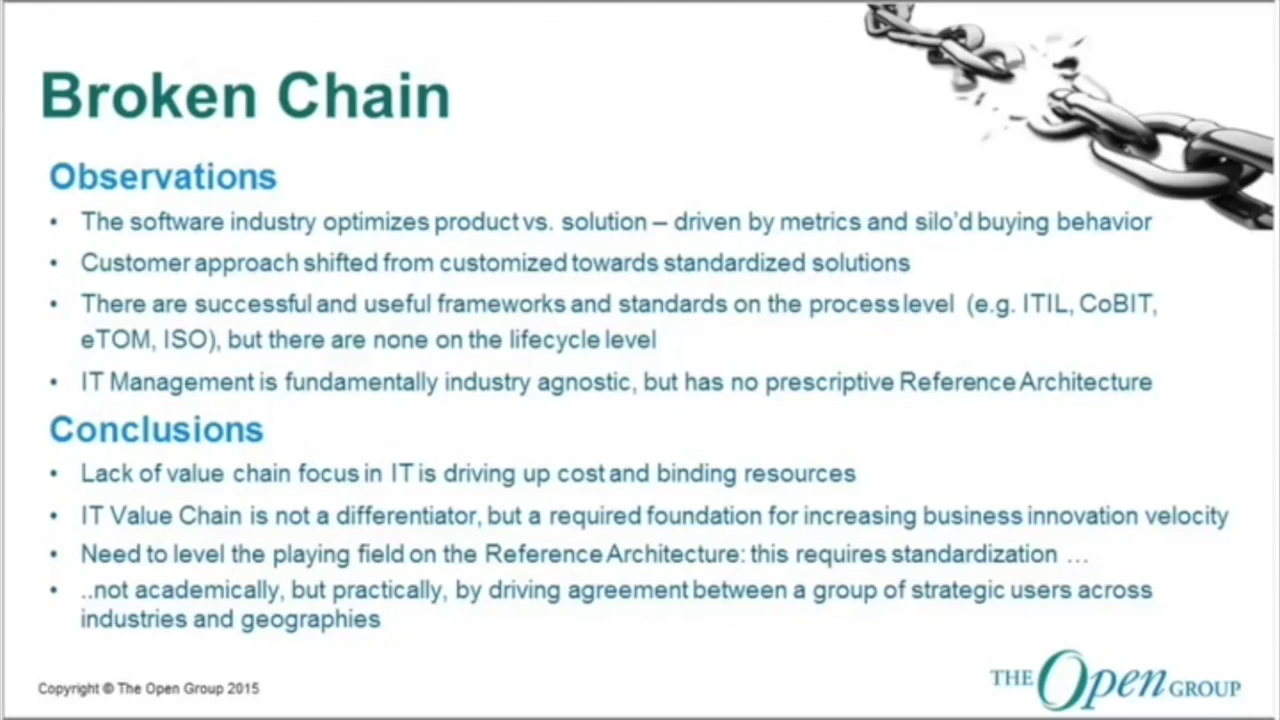 Broken Chain
Observations
• The software industry optimizes product vs. solution – driven by metrics and silo'd buying behavior
• Customer approach shifted from customized towards standardized solutions
• There are successful and useful frameworks and standards on the process level (e.g. ITIL, CoBIT,
eTOM, ISO), but there are none on the lifecycle level
• IT Management is fundamentally industry agnostic, but has no prescriptive Reference Architecture
Conclusions
• Lack of value chain focus in IT is driving up cost and binding resources
• IT Value Chain is not a differentiator, but a required foundation for increasing business innovation velocity
• Need to level the playing field on the Reference Architecture: this requires standardization …
• ..not academically, but practically, by driving agreement between a group of strategic users across
industries and geographies
Copyright © The Open Group 2015
THE Open GROUP